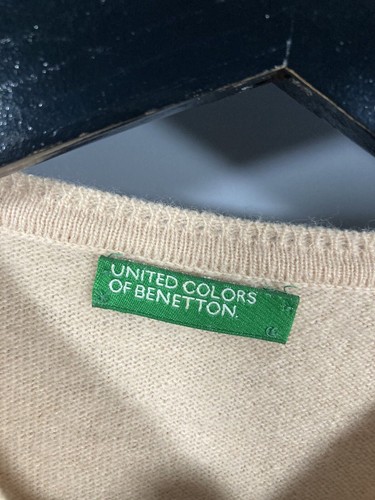 UNITED COLORS
OF BENETTON.